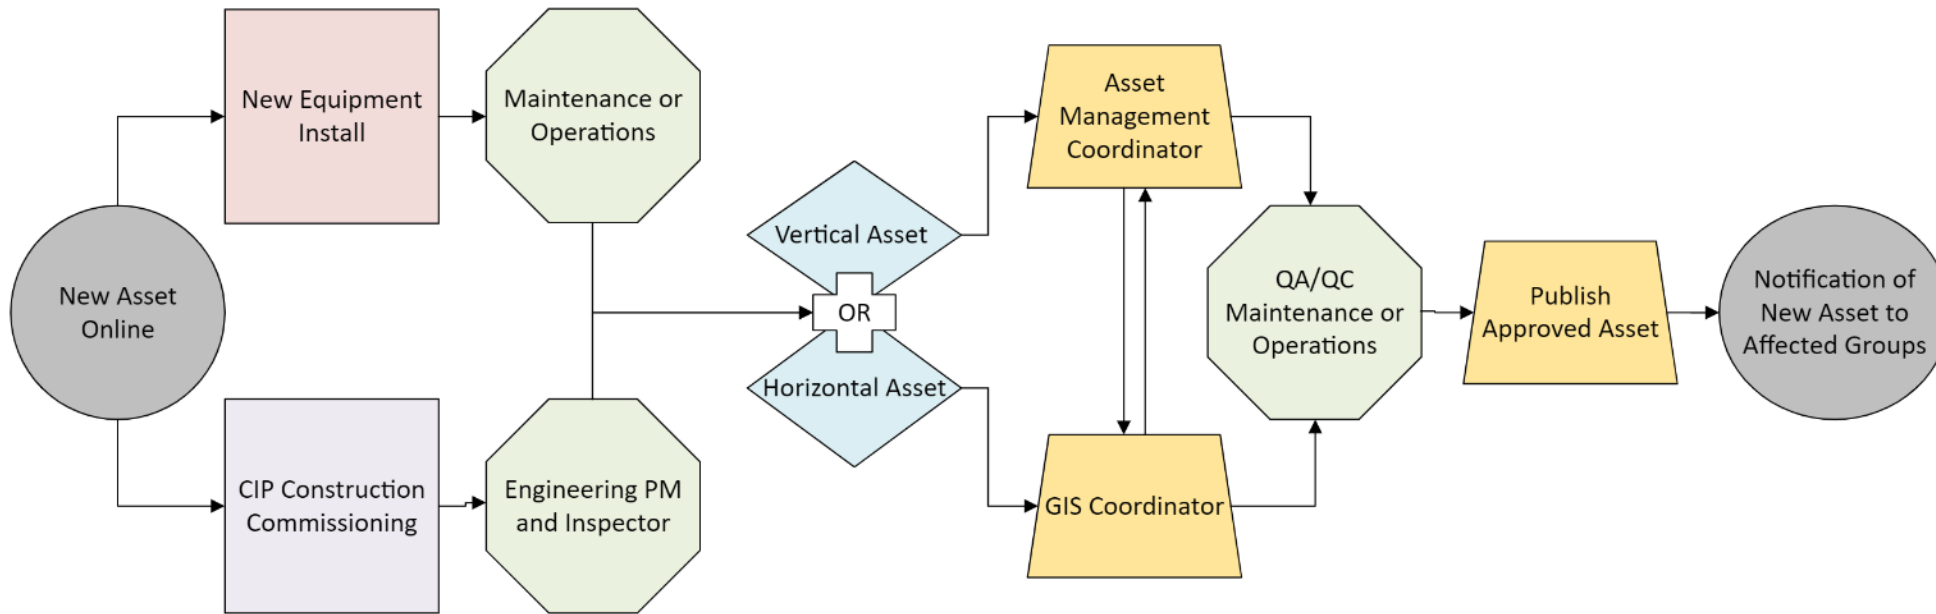 New Equipment
Install
Maintenance or
Operations
New Asset
Online
CIP Construction
Commissioning
Engineering PM
and Inspector
Vertical Asset
OR
Horizontal Asset
Asset
Management
Coordinator
GIS Coordinator
QA/QC
Maintenance or
Operations
Publish
Approved Asset
Notification of
New Asset to
Affected Groups